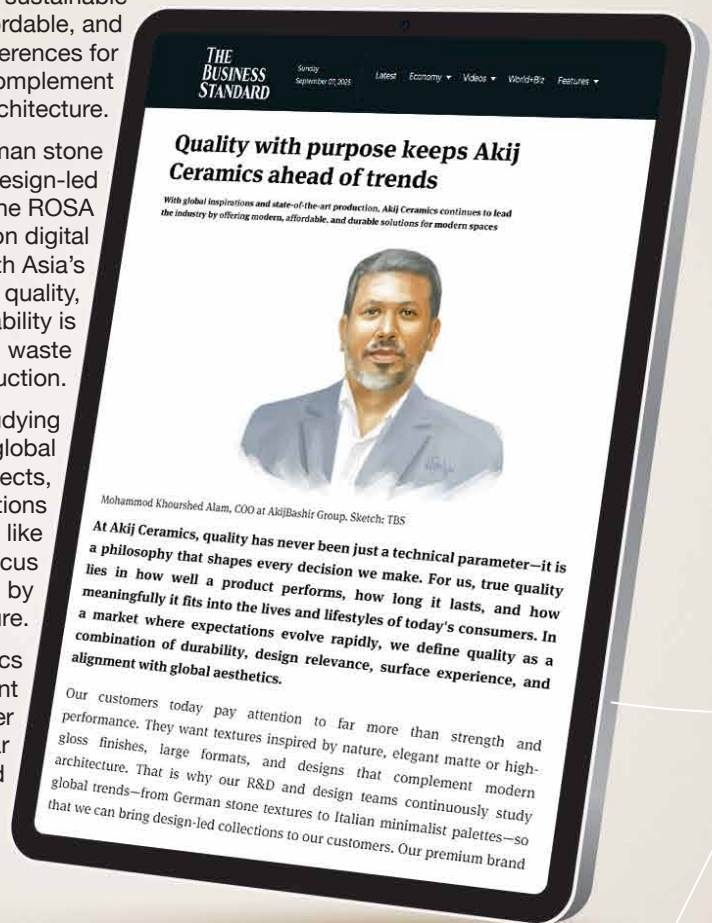 sustainable
ordable, and
erences for
omplement
chitecture.
man stone
esign-led
ne ROSA
on digital
th Asia's
quality,
ability is
waste
uction.
udying
global
ects,
tions
like
cus
by
ure.
cs
nt
er
ar
d
THE
BUSINESS
STANDARD
Sunday
September 07, 2025
Latest Economy Videos World+Biz Features
Quality with purpose keeps Akij
Ceramics ahead of trends
With global inspirations and state-of-the-art production, Akij Ceramics continues to lead
the industry by offering modern, affordable, and durable solutions for modern spaces
Mohammod Khourshed Alam, COO at AkijBashir Group. Sketch: TBS
At Akij Ceramics, quality has never been just a technical parameter—it is
a philosophy that shapes every decision we make. For us, true quality
lies in how well a product performs, how long it lasts, and how
meaningfully it fits into the lives and lifestyles of today's consumers. In
a market where expectations evolve rapidly, we define quality as a
combination of durability, design relevance, surface experience, and
alignment with global aesthetics.
Our customers today pay attention to far more than strength and
performance. They want textures inspired by nature, elegant matte or high-
gloss finishes, large formats, and designs that complement modern
architecture. That is why our R&D and design teams continuously study
global trends—from German stone textures to Italian minimalist palettes—so
that we can bring design-led collections to our customers. Our premium brand